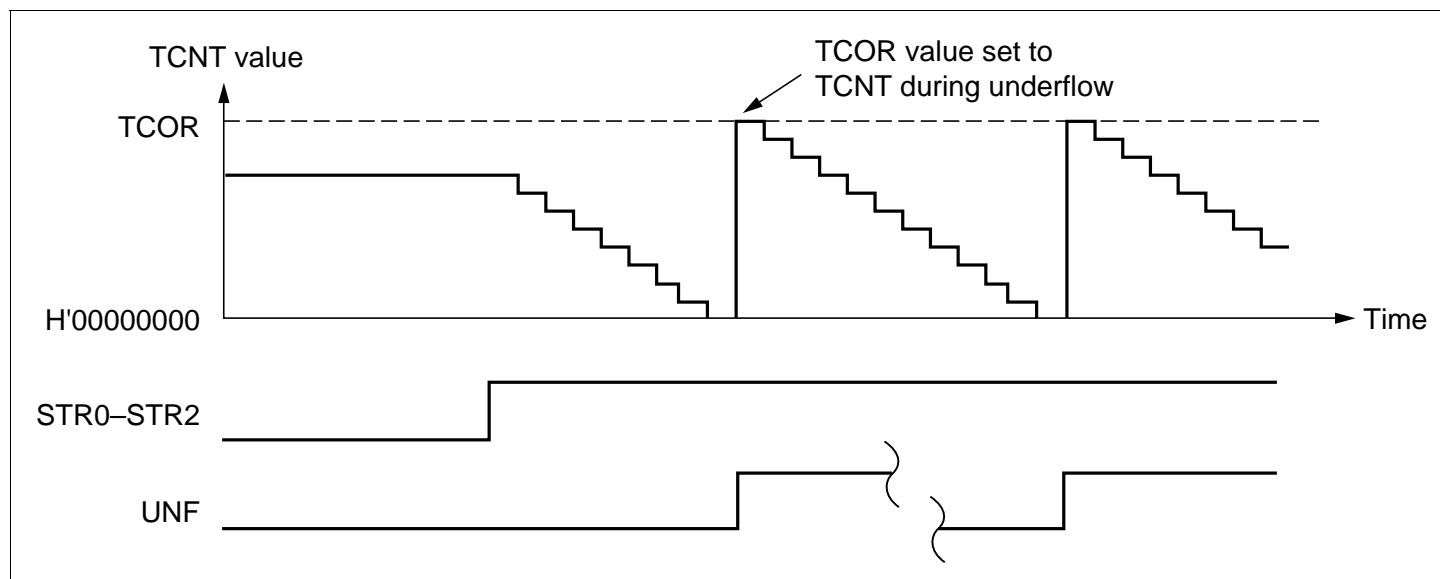 TCNT value
TCOR value set to
TCNT during underflow
TCOR
H'00000000
Time
STR0–STR2
UNF